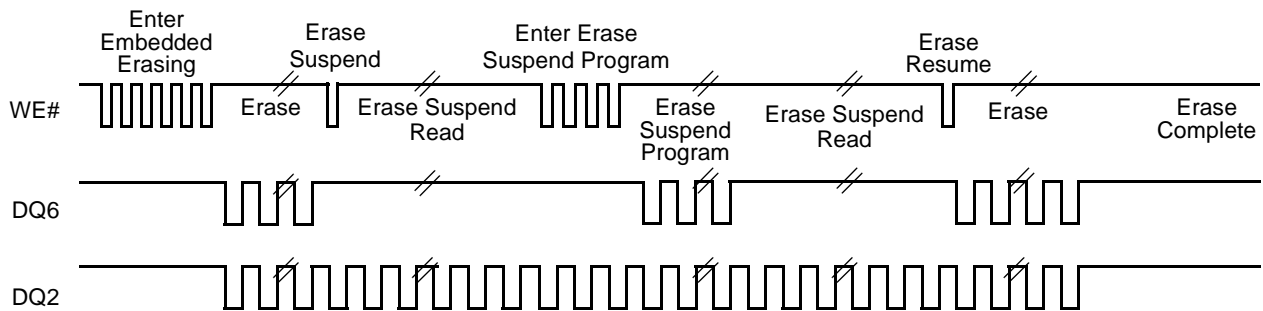 Enter
Embedded
Erasing
Erase
Suspend
Enter Erase
Suspend Program
Erase
Resume
WE#
Erase
Erase Suspend
Read
Erase
Suspend
Program
Erase Suspend
Read
Erase
Erase
Complete
DQ6
DQ2